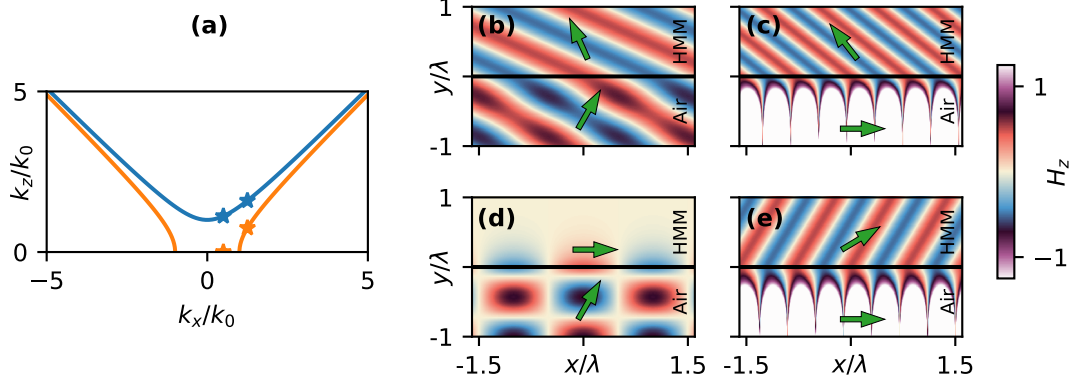 (a)
5
0
−5
0
5
k_z/k_0
k_x/k_0
(b)
1
-1
y/λ
HMM
Air
(c)
HMM
Air
(d)
1
-1
y/λ
HMM
Air
-1.5
x/λ
1.5
(e)
HMM
Air
-1.5
x/λ
1.5
1
−1
H_z